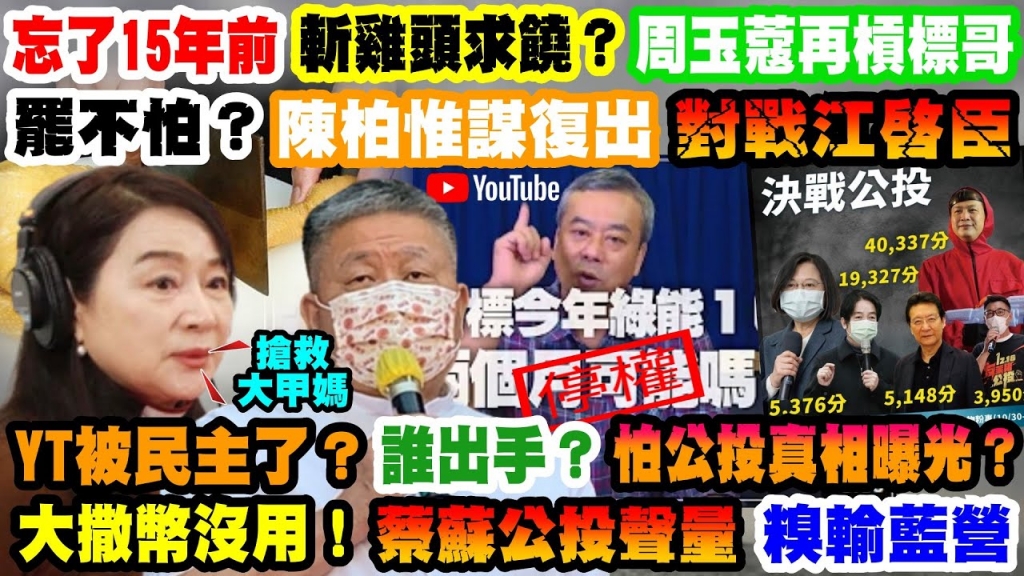 忘了15年前 斬雞頭求饒？ 周玉蔻再槓標哥
罷不怕？ 陳柏惟謀復出 對戰江啓臣
YouTube
決戰公投
40,337分
19,327分
標今年綠能1
兩個
嗎
停權
搶救
大甲媽
5.376分
5,148分
3,950
12.18
YT被民主了？ 誰出手？ 怕公投真相曝光？
大撒幣沒用！ 蔡蘇公投聲量 糗輸藍營